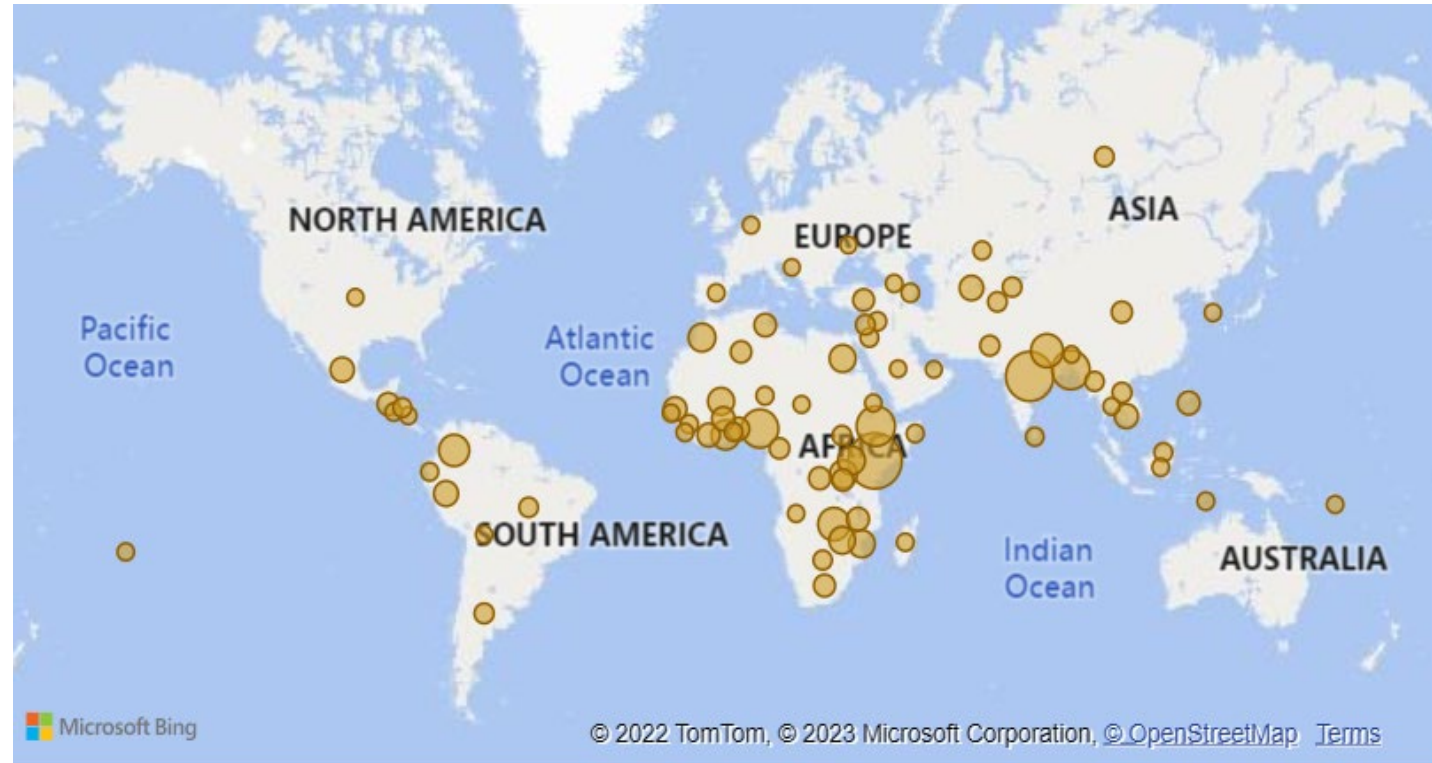 NORTH AMERICA
ASIA
EUROPE
Pacific
Ocean
Atlantic
Ocean
AFRICA
SOUTH AMERICA
Indian
Ocean
AUSTRALIA
Microsoft Bing
© 2022 TomTom, © 2023 Microsoft Corporation, © OpenStreetMap Terms